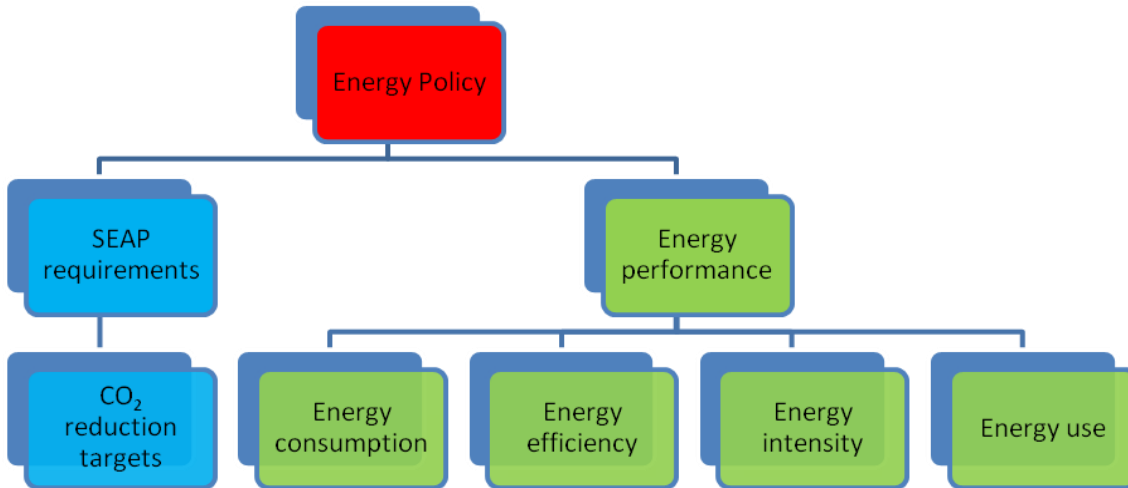 Energy Policy
SEAP
requirements
Energy
performance
CO₂
reduction
targets
Energy
consumption
Energy
efficiency
Energy
intensity
Energy use